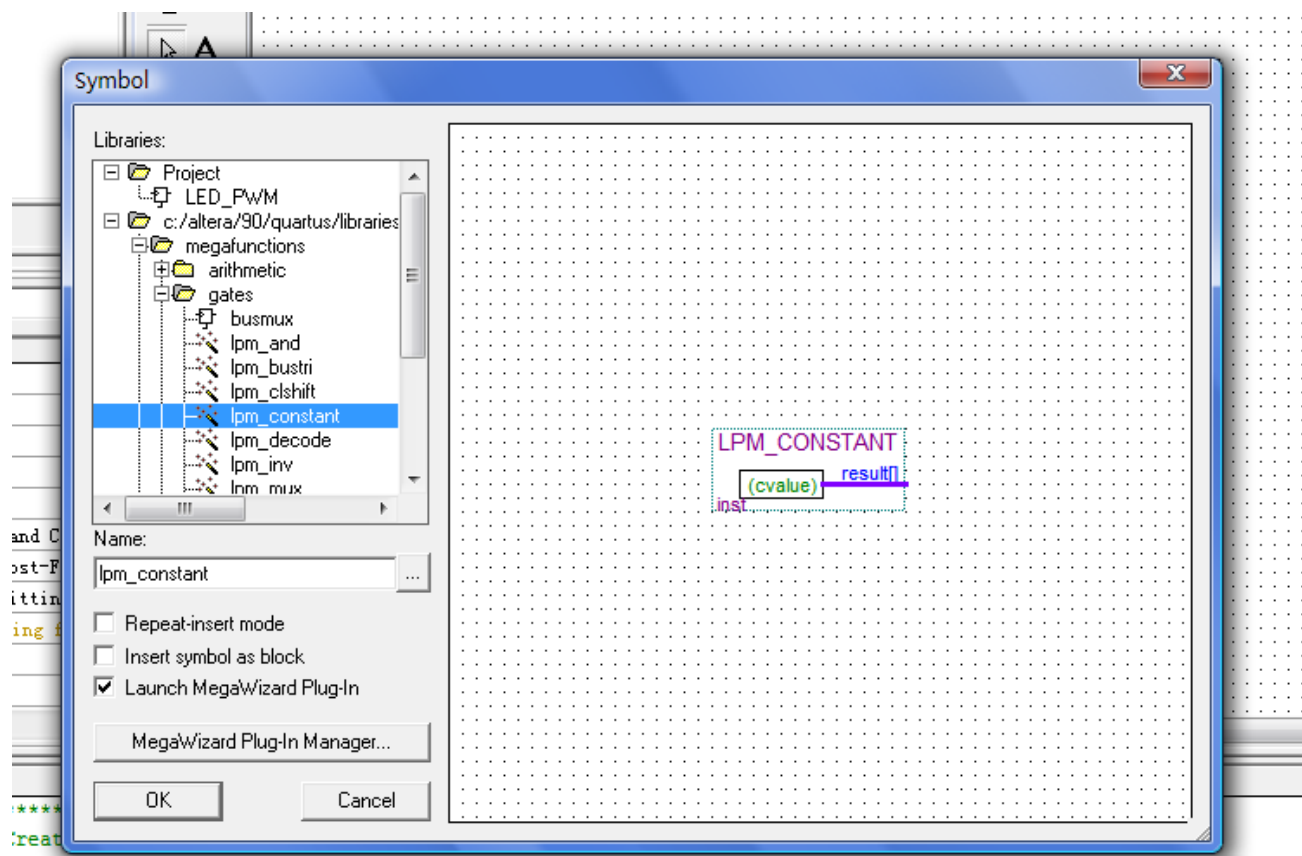 A
Symbol
X
Libraries:
Project
LED_PWM
c:/altera/90/quartus/libraries
megafunctions
arithmetic
gates
busmux
lpm_and
lpm_bustri
lpm_clshift
lpm_constant
lpm_decode
lpm_inv
lpm_mux
LPM_CONSTANT
(cvalue)
result[]
inst
Name:
lpm_constant
...
Repeat-insert mode
Insert symbol as block
Launch MegaWizard Plug-In
MegaWizard Plug-In Manager...
OK
Cancel
and C
ost-F
ittin
ing f
****
Creat